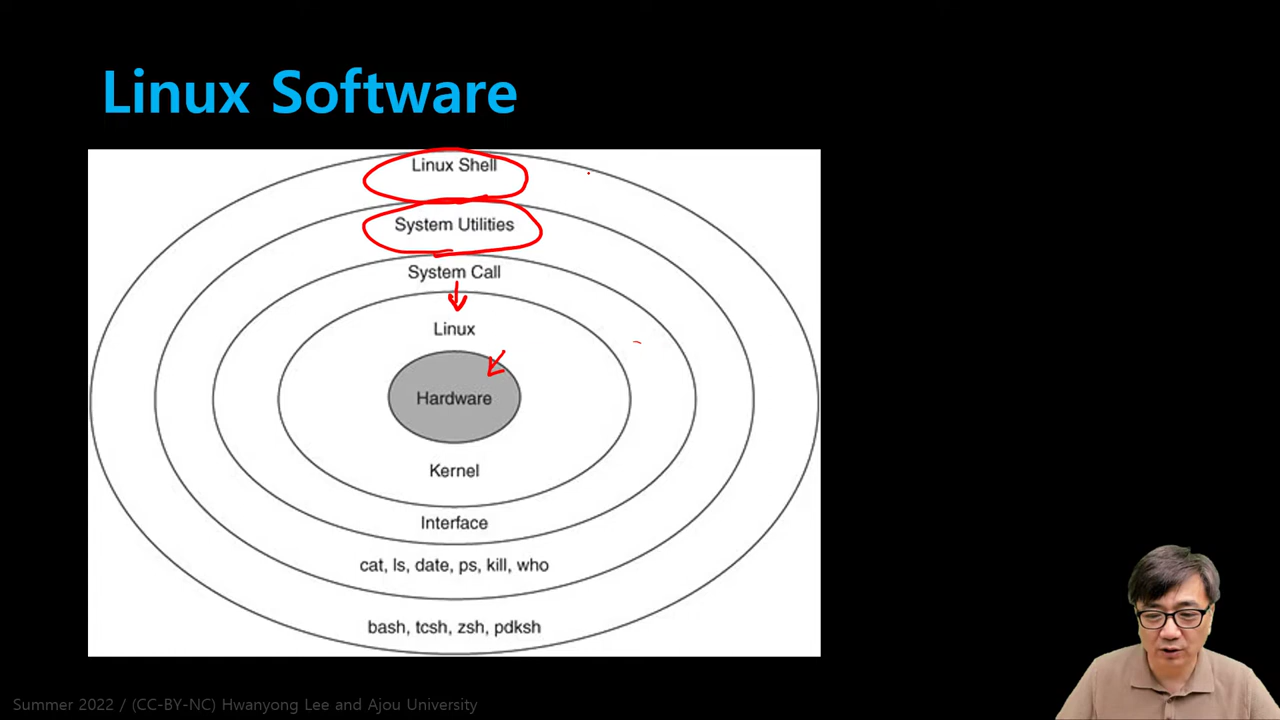 Linux Software
Linux Shell
System Utilities
System Call
Linux
Hardware
Kernel
Interface
cat, ls, date, ps, kill, who
bash, tcsh, zsh, pdksh
Summer 2022 / (CC-BY-NC) Hwanyong Lee and Ajou University